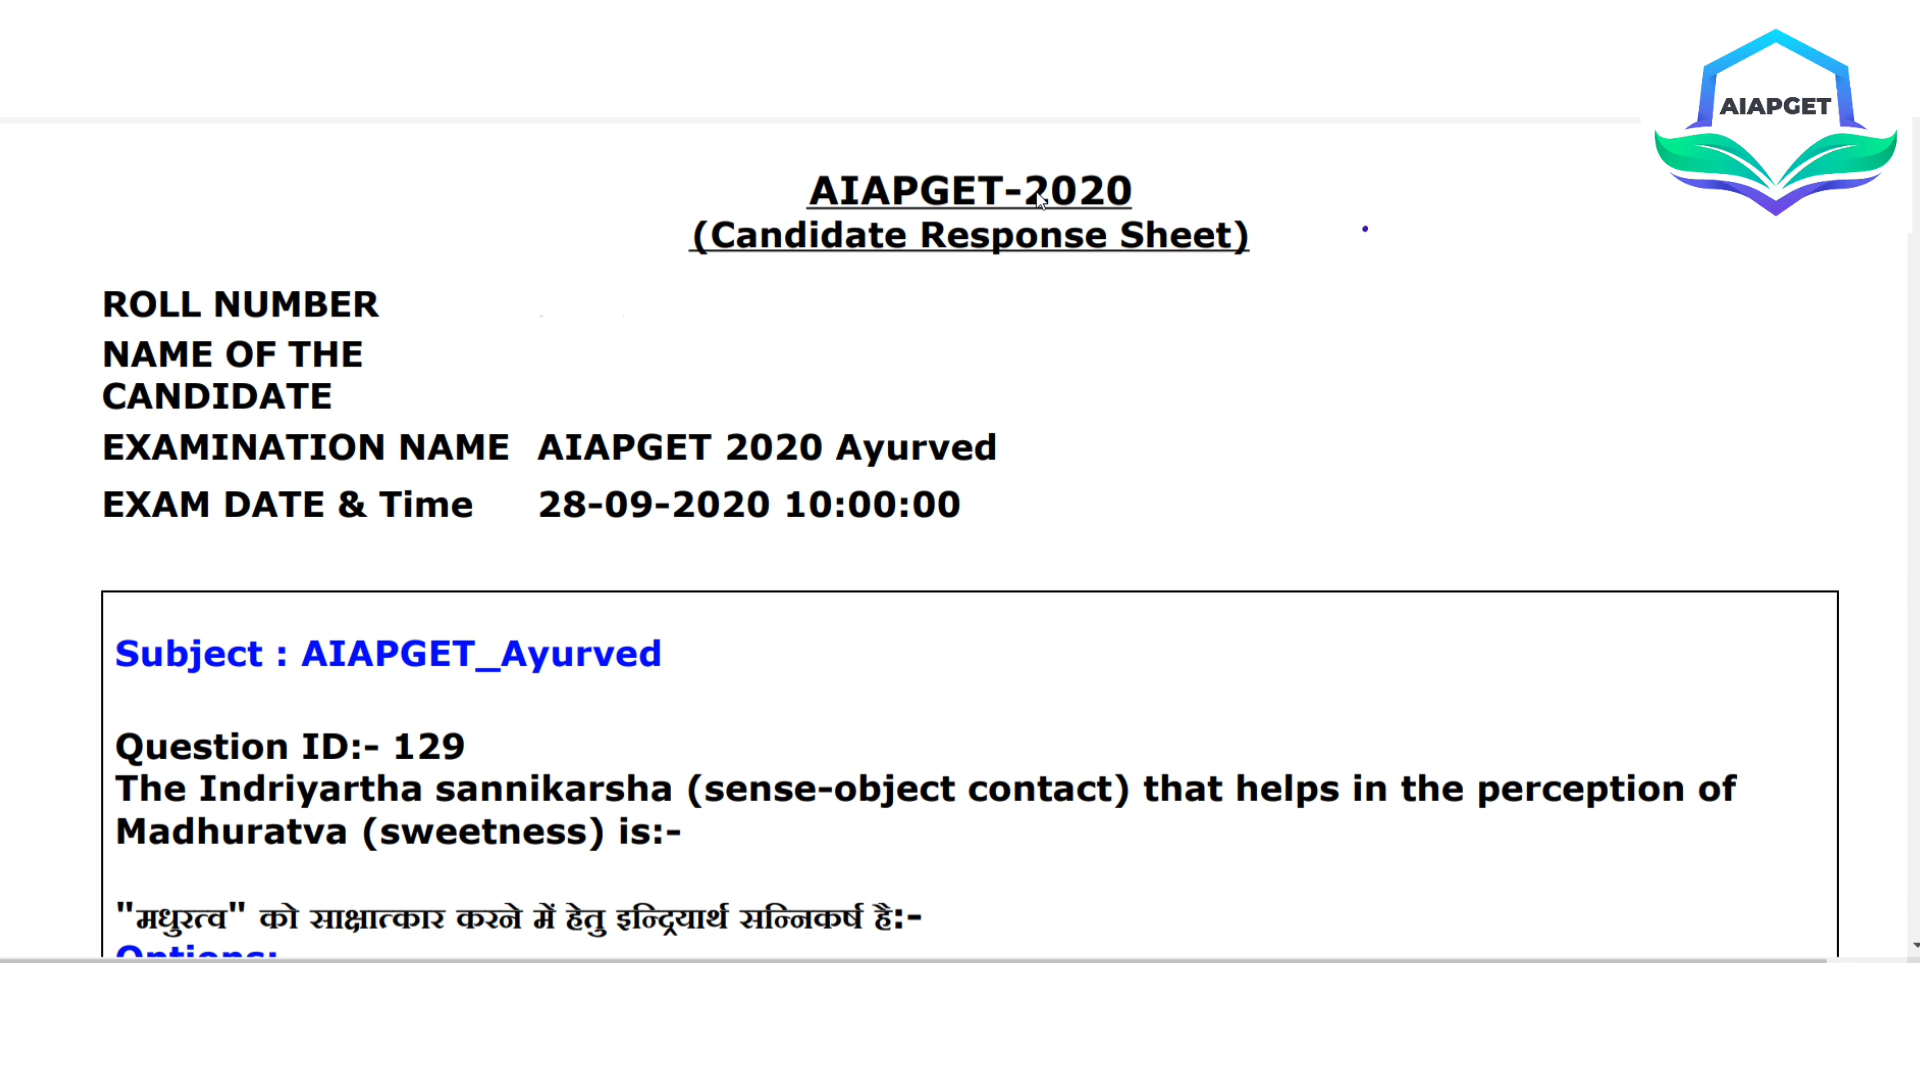 AIAPGET
AIAPGET-2020
(Candidate Response Sheet)
ROLL NUMBER
NAME OF THE
CANDIDATE
EXAMINATION NAME AIAPGET 2020 Ayurved
EXAM DATE & Time 28-09-2020 10:00:00
Subject : AIAPGET_Ayurved
Question ID:- 129
The Indriyartha sannikarsha (sense-object contact) that helps in the perception of
Madhuratva (sweetness) is:-
"मधुरत्व" को साक्षात्कार करने में हेतु इन्द्रियार्थ सन्निकर्ष है:-
Options: